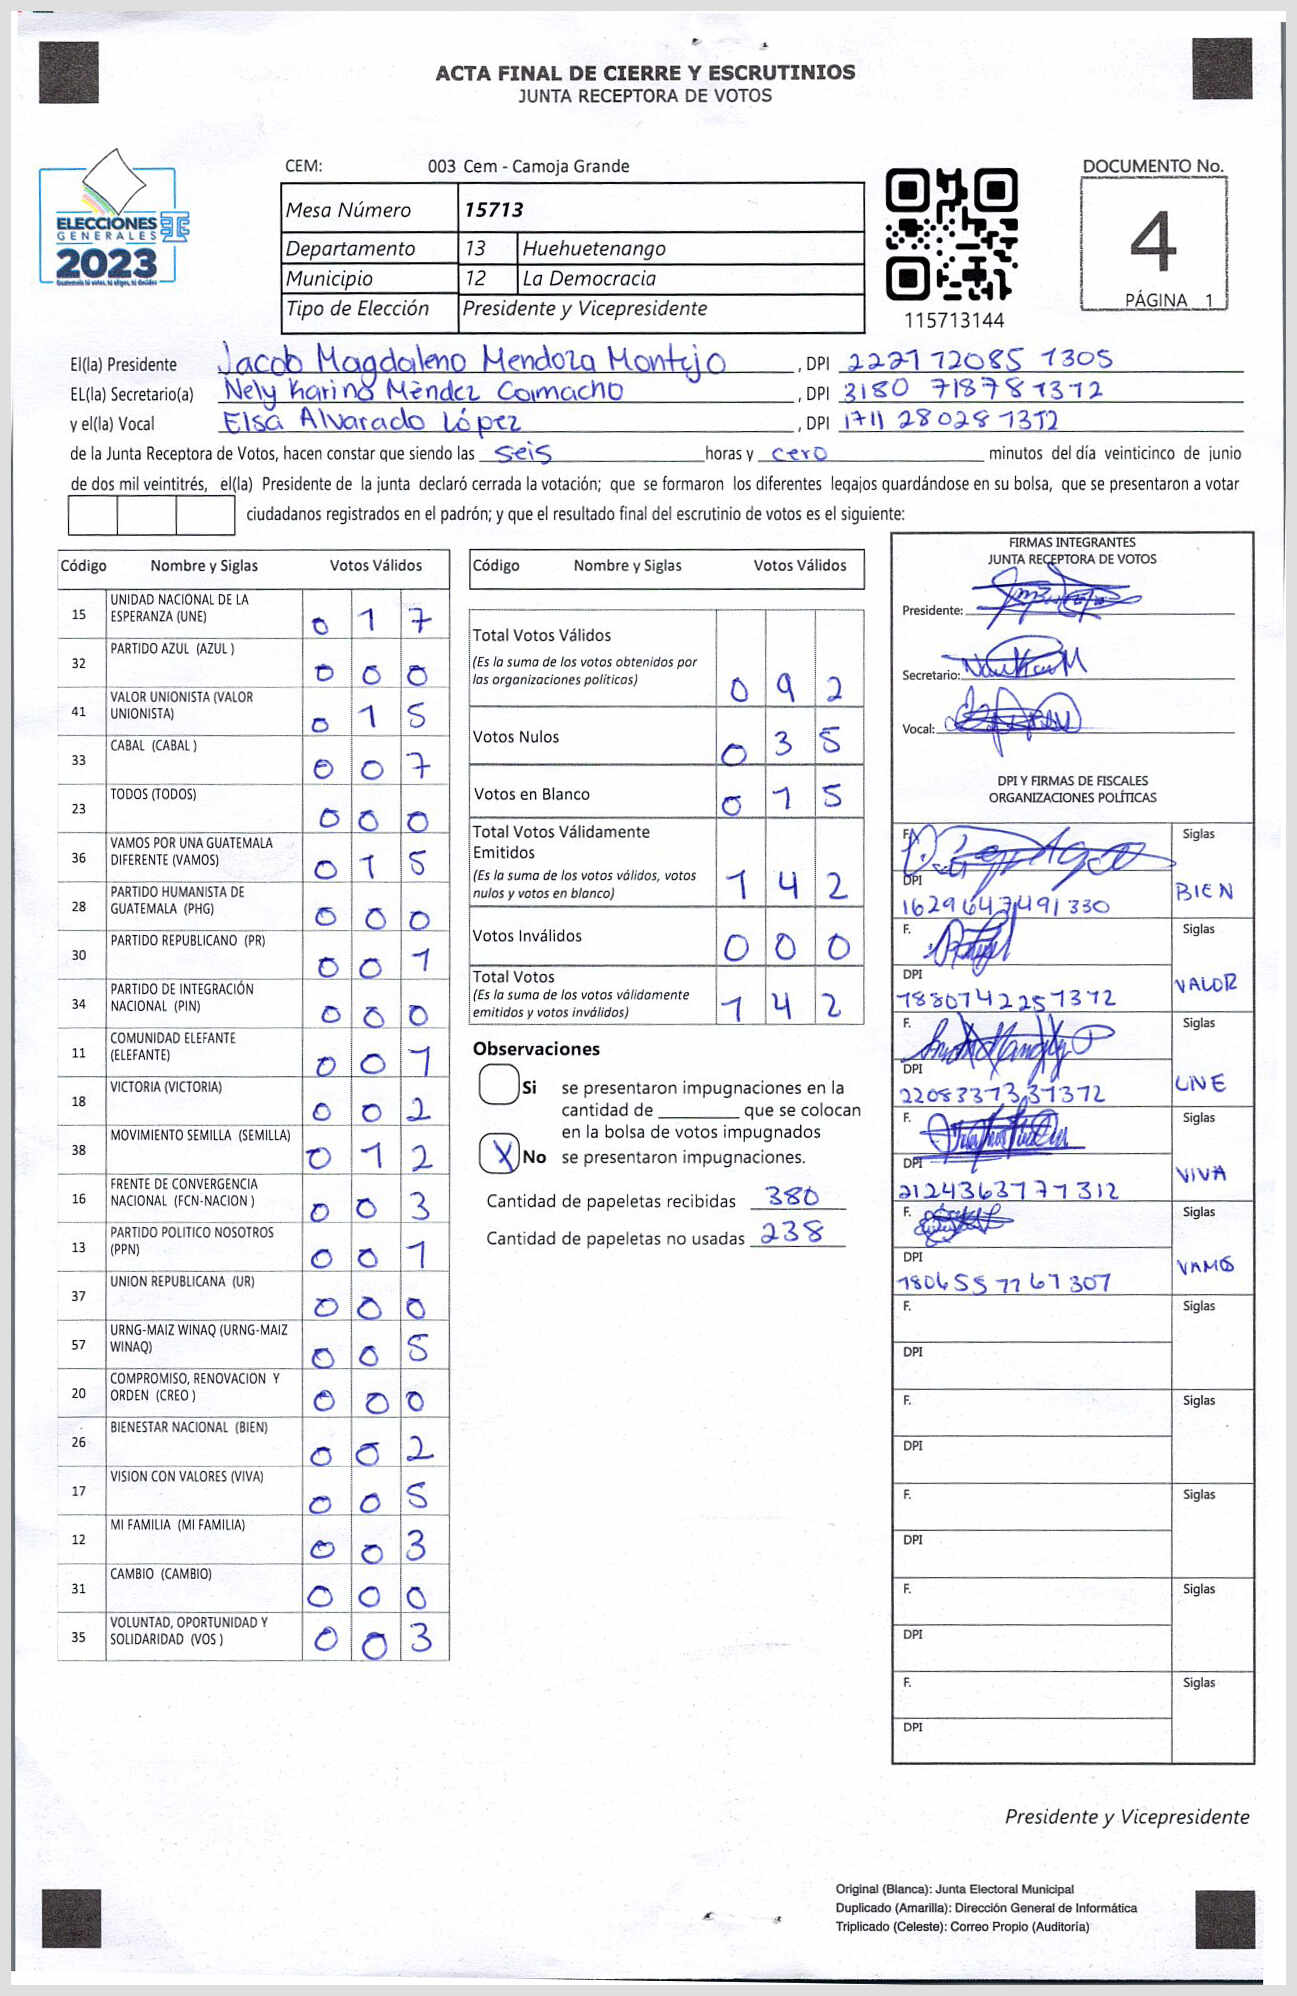 ACTA FINAL DE CIERRE Y ESCRUTINIOS
JUNTA RECEPTORA DE VOTOS
ELECCIONES
GENERALES
2023
CEM: 003 Cem - Camoja Grande
Mesa Número 15713
Departamento 13 Huehuetenango
Municipio 12 La Democracia
Tipo de Elección Presidente y Vicepresidente
115713144
DOCUMENTO No.
4
PÁGINA 1
El(la) Presidente Jacob Magdaleno Mendoza Montejo, DPI 2227 72085 1305
EL(la) Secretario(a) Nely Karina Méndez Camacho, DPI 3180 71878 1312
y el(la) Vocal Elsa Alvarado López, DPI 1711 28028 1312
de la Junta Receptora de Votos, hacen constar que siendo las seis horas y cero minutos del día veinticinco de junio
de dos mil veintitrés, el(la) Presidente de la junta declaró cerrada la votación; que se formaron los diferentes legajos guardándose en su bolsa, que se presentaron a votar
ciudadanos registrados en el padrón; y que el resultado final del escrutinio de votos es el siguiente:
Código Nombre y Siglas Votos Válidos
15 UNIDAD NACIONAL DE LA ESPERANZA (UNE) 0 1 7
32 PARTIDO AZUL (AZUL ) 0 0 0
41 VALOR UNIONISTA (VALOR UNIONISTA) 0 1 5
33 CABAL (CABAL ) 0 0 7
23 TODOS (TODOS) 0 0 0
36 VAMOS POR UNA GUATEMALA DIFERENTE (VAMOS) 0 1 5
28 PARTIDO HUMANISTA DE GUATEMALA (PHG) 0 0 0
30 PARTIDO REPUBLICANO (PR) 0 0 1
34 PARTIDO DE INTEGRACIÓN NACIONAL (PIN) 0 0 0
11 COMUNIDAD ELEFANTE (ELEFANTE) 0 0 1
18 VICTORIA (VICTORIA) 0 0 2
38 MOVIMIENTO SEMILLA (SEMILLA) 0 1 2
16 FRENTE DE CONVERGENCIA NACIONAL (FCN-NACION ) 0 0 3
13 PARTIDO POLITICO NOSOTROS (PPN) 0 0 1
37 UNION REPUBLICANA (UR) 0 0 0
57 URNG-MAIZ WINAQ (URNG-MAIZ WINAQ) 0 0 5
20 COMPROMISO, RENOVACION Y ORDEN (CREO ) 0 0 0
26 BIENESTAR NACIONAL (BIEN) 0 0 2
17 VISION CON VALORES (VIVA) 0 0 5
12 MI FAMILIA (MI FAMILIA) 0 0 3
31 CAMBIO (CAMBIO) 0 0 0
35 VOLUNTAD, OPORTUNIDAD Y SOLIDARIDAD (VOS ) 0 0 3
Código Nombre y Siglas Votos Válidos
Total Votos Válidos 0 9 2
(Es la suma de los votos obtenidos por
las organizaciones políticas)
Votos Nulos 0 3 5
Votos en Blanco 0 1 5
Total Votos Válidamente
Emitidos 1 4 2
(Es la suma de los votos válidos, votos
nulos y votos en blanco)
Votos Inválidos 0 0 0
Total Votos 1 4 2
(Es la suma de los votos válidamente
emitidos y votos inválidos)
Observaciones
Si se presentaron impugnaciones en la
cantidad de ________ que se colocan
en la bolsa de votos impugnados
X No se presentaron impugnaciones.
Cantidad de papeletas recibidas 380
Cantidad de papeletas no usadas 238
FIRMAS INTEGRANTES
JUNTA RECEPTORA DE VOTOS
Presidente:
Secretario:
Vocal:
DPI Y FIRMAS DE FISCALES
ORGANIZACIONES POLÍTICAS
F. Siglas
DPI BIEN
1629647491330
F. Siglas
DPI VALOR
1880742251312
F. Siglas
DPI UNE
F. Siglas
DPI VIVA
2124363771312
F. Siglas
DPI VAMOS
1806557761307
F. Siglas
DPI
F. Siglas
DPI
F. Siglas
DPI
F. Siglas
DPI
F. Siglas
DPI
Presidente y Vicepresidente
Original (Blanca): Junta Electoral Municipal
Duplicado (Amarilla): Dirección General de Informática
Triplicado (Celeste): Correo Propio (Auditoría)